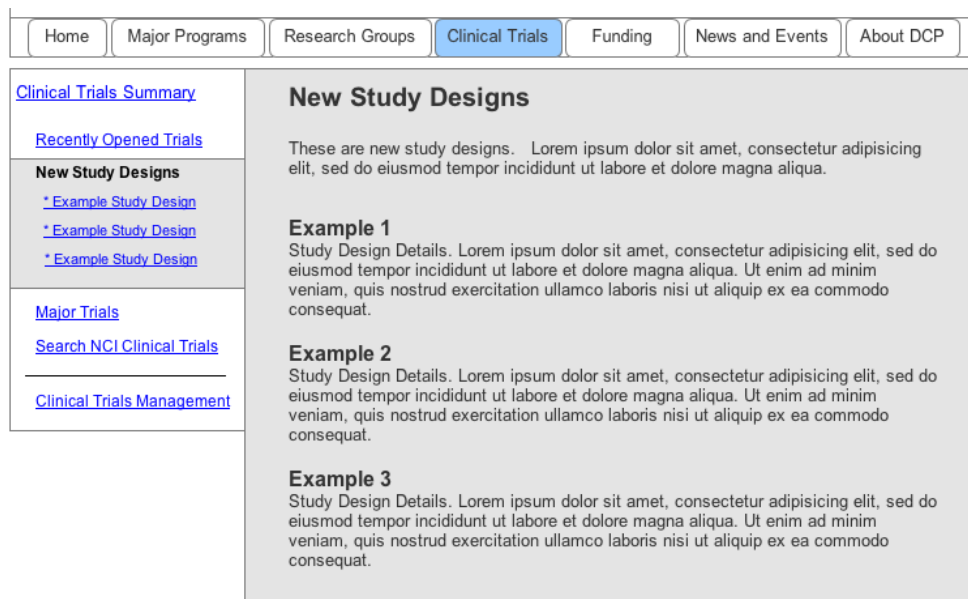 Home Major Programs Research Groups Clinical Trials Funding News and Events About DCP
Clinical Trials Summary
Recently Opened Trials
New Study Designs
* Example Study Design
* Example Study Design
* Example Study Design
Major Trials
Search NCI Clinical Trials
Clinical Trials Management
New Study Designs
These are new study designs.   Lorem ipsum dolor sit amet, consectetur adipisicing
elit, sed do eiusmod tempor incididunt ut labore et dolore magna aliqua.
Example 1
Study Design Details. Lorem ipsum dolor sit amet, consectetur adipisicing elit, sed do
eiusmod tempor incididunt ut labore et dolore magna aliqua. Ut enim ad minim
veniam, quis nostrud exercitation ullamco laboris nisi ut aliquip ex ea commodo
consequat.
Example 2
Study Design Details. Lorem ipsum dolor sit amet, consectetur adipisicing elit, sed do
eiusmod tempor incididunt ut labore et dolore magna aliqua. Ut enim ad minim
veniam, quis nostrud exercitation ullamco laboris nisi ut aliquip ex ea commodo
consequat.
Example 3
Study Design Details. Lorem ipsum dolor sit amet, consectetur adipisicing elit, sed do
eiusmod tempor incididunt ut labore et dolore magna aliqua. Ut enim ad minim
veniam, quis nostrud exercitation ullamco laboris nisi ut aliquip ex ea commodo
consequat.